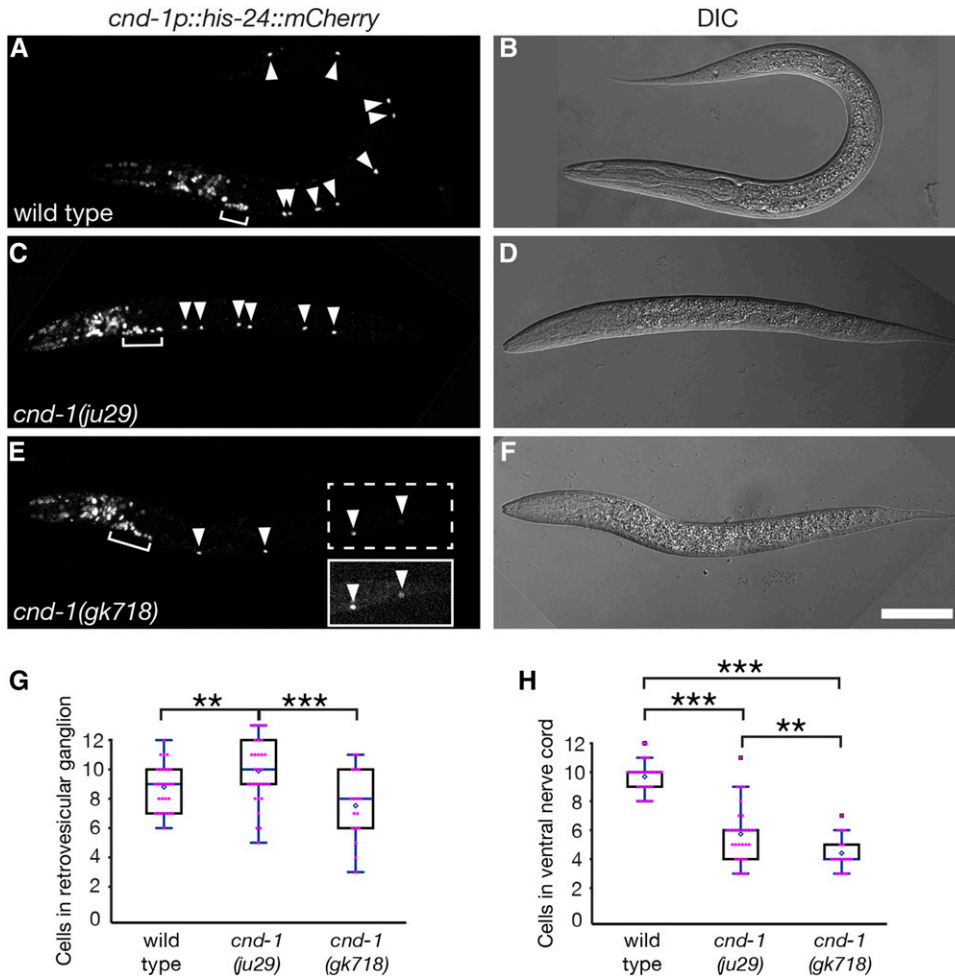 cnd-1p::his-24::mCherry
DIC
A
wild type
B
C
cnd-1(ju29)
D
E
cnd-1(gk718)
F
G
Cells in retrovesicular ganglion
12
10
8
6
4
2
0
**
***
wild
type
cnd-1
(ju29)
cnd-1
(gk718)
H
Cells in ventral nerve cord
12
10
8
6
4
2
0
***
***
**
wild
type
cnd-1
(ju29)
cnd-1
(gk718)